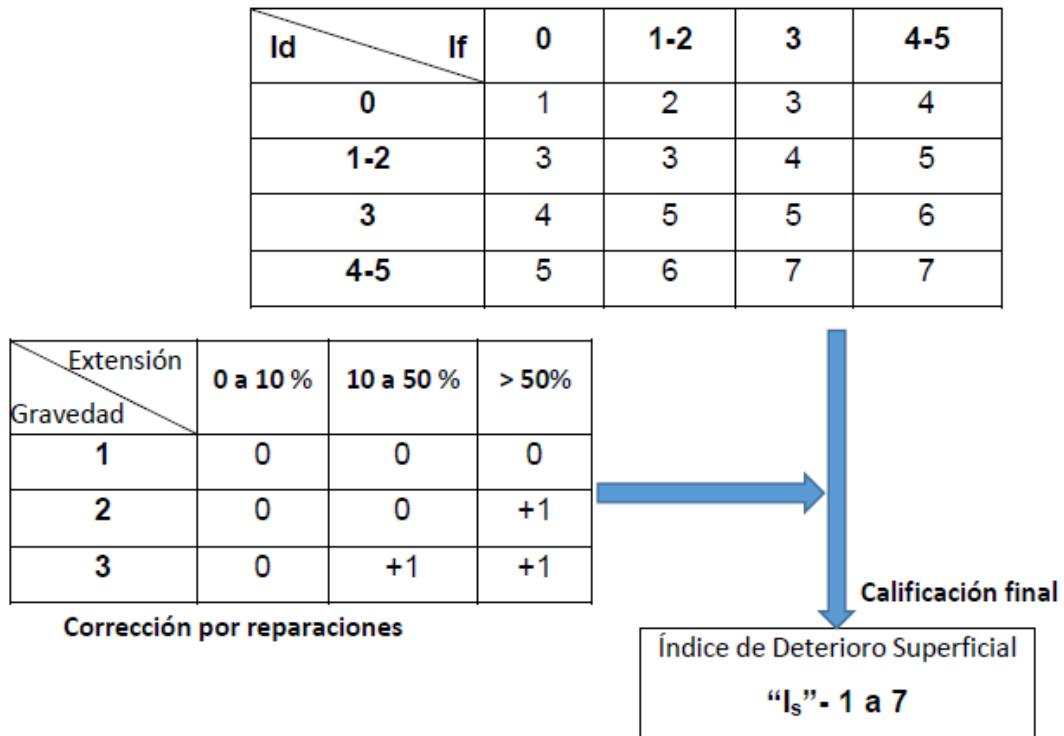 Id If 0 1-2 3 4-5
0 1 2 3 4
1-2 3 3 4 5
3 4 5 5 6
4-5 5 6 7 7
Extensión
Gravedad 0 a 10 % 10 a 50 % > 50%
1 0 0 0
2 0 0 +1
3 0 +1 +1
Corrección por reparaciones
Calificación final
Índice de Deterioro Superficial
“Is”- 1 a 7